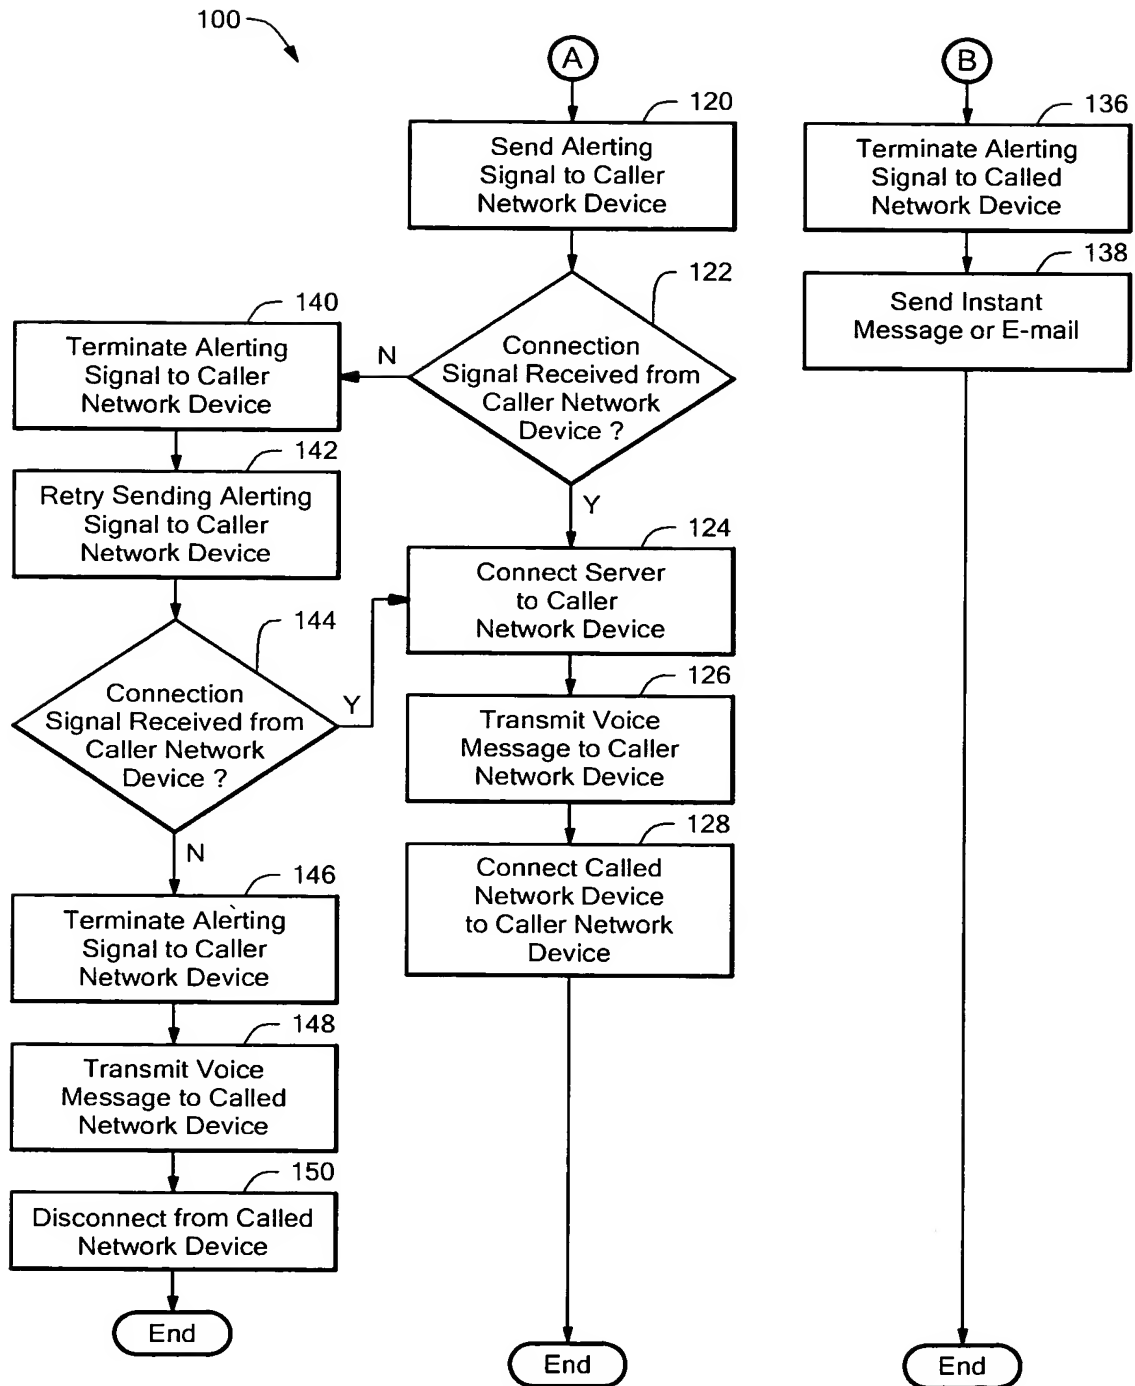 100
A
B
120
Send Alerting
Signal to Caller
Network Device
136
Terminate Alerting
Signal to Called
Network Device
122
Connection
Signal Received from
Caller Network
Device ?
N
Y
138
Send Instant
Message or E-mail
140
Terminate Alerting
Signal to Caller
Network Device
142
Retry Sending Alerting
Signal to Caller
Network Device
124
Connect Server
to Caller
Network Device
144
Connection
Signal Received from
Caller Network
Device ?
Y
N
126
Transmit Voice
Message to Caller
Network Device
128
Connect Called
Network Device
to Caller Network
Device
146
Terminate Alerting
Signal to Caller
Network Device
148
Transmit Voice
Message to Called
Network Device
150
Disconnect from Called
Network Device
End
End
End